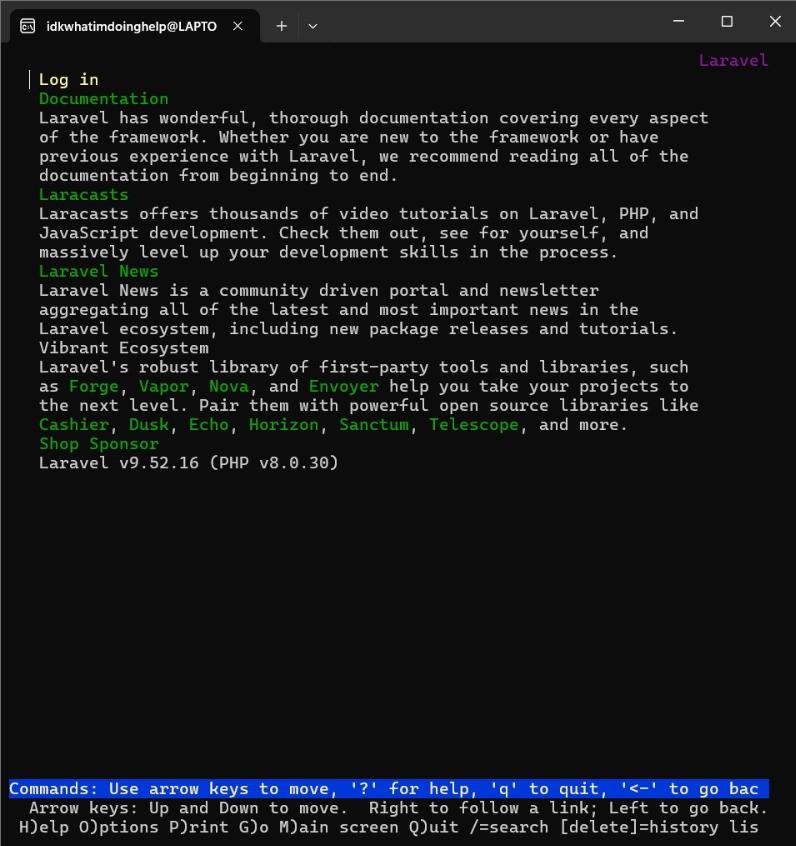 idkwhatimdoinghelp@LAPTO
Laravel
Log in
Documentation
Laravel has wonderful, thorough documentation covering every aspect
of the framework. Whether you are new to the framework or have
previous experience with Laravel, we recommend reading all of the
documentation from beginning to end.
Laracasts
Laracasts offers thousands of video tutorials on Laravel, PHP, and
JavaScript development. Check them out, see for yourself, and
massively level up your development skills in the process.
Laravel News
Laravel News is a community driven portal and newsletter
aggregating all of the latest and most important news in the
Laravel ecosystem, including new package releases and tutorials.
Vibrant Ecosystem
Laravel's robust library of first-party tools and libraries, such
as Forge, Vapor, Nova, and Envoyer help you take your projects to
the next level. Pair them with powerful open source libraries like
Cashier, Dusk, Echo, Horizon, Sanctum, Telescope, and more.
Shop Sponsor
Laravel v9.52.16 (PHP v8.0.30)
Commands: Use arrow keys to move, '?' for help, 'q' to quit, '<-' to go bac
Arrow keys: Up and Down to move.  Right to follow a link; Left to go back.
H)elp O)ptions P)rint G)o M)ain screen Q)uit /=search [delete]=history lis